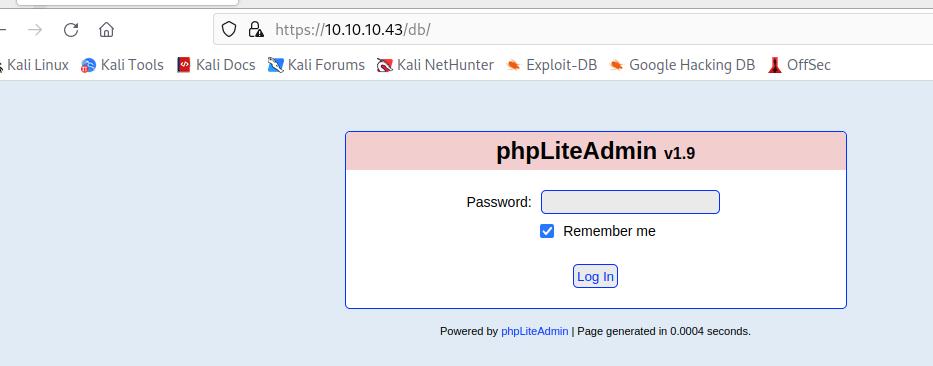 https://10.10.10.43/db/
Kali Linux Kali Tools Kali Docs Kali Forums Kali NetHunter Exploit-DB Google Hacking DB OffSec
phpLiteAdmin v1.9
Password:
Remember me
Log In
Powered by phpLiteAdmin | Page generated in 0.0004 seconds.